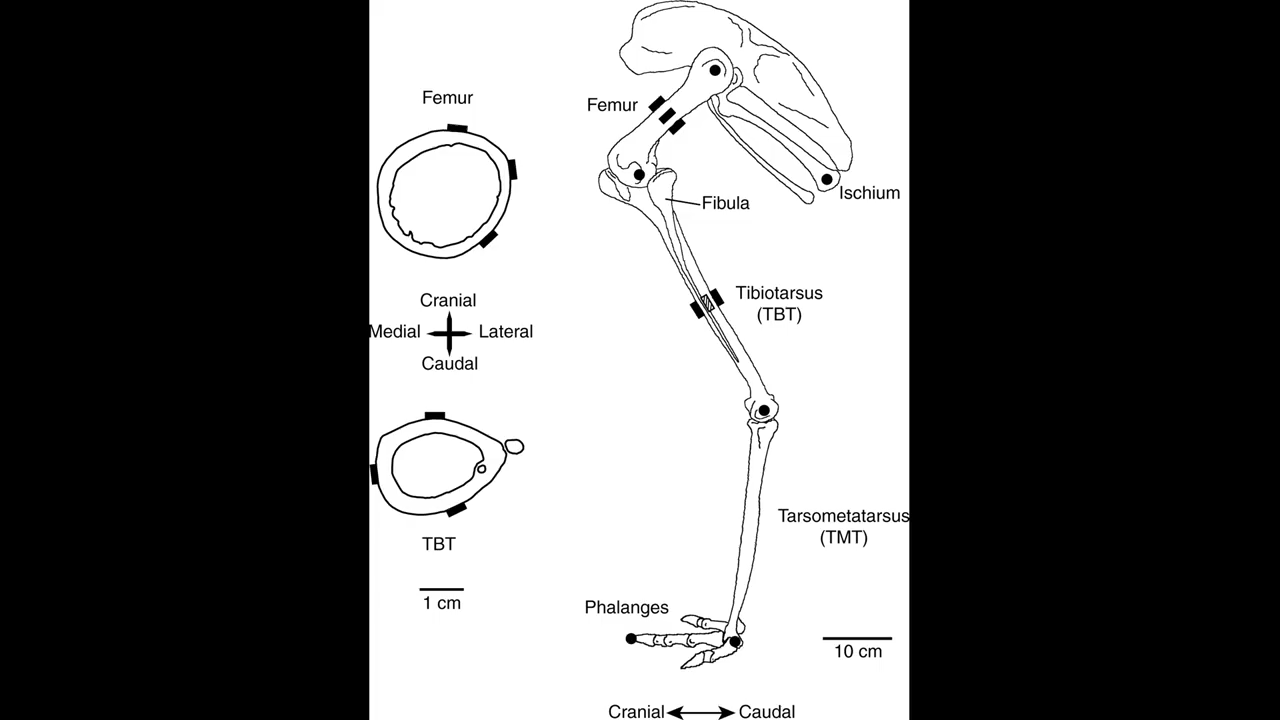 Femur
Cranial
Medial
Lateral
Caudal
TBT
1 cm
Femur
Ischium
Fibula
Tibiotarsus
(TBT)
Tarsometatarsus
(TMT)
Phalanges
10 cm
Cranial
Caudal